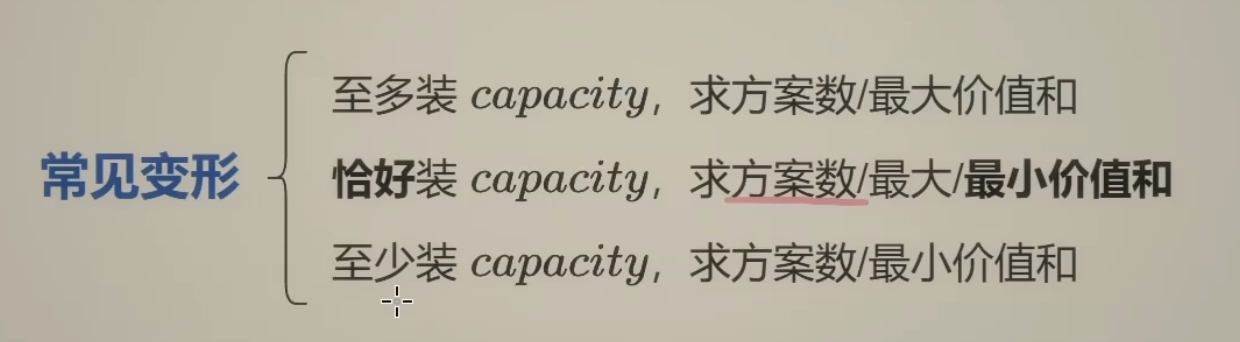 常见变形
至多装 capacity，求方案数/最大价值和
恰好装 capacity，求方案数/最大/最小价值和
至少装 capacity，求方案数/最小价值和